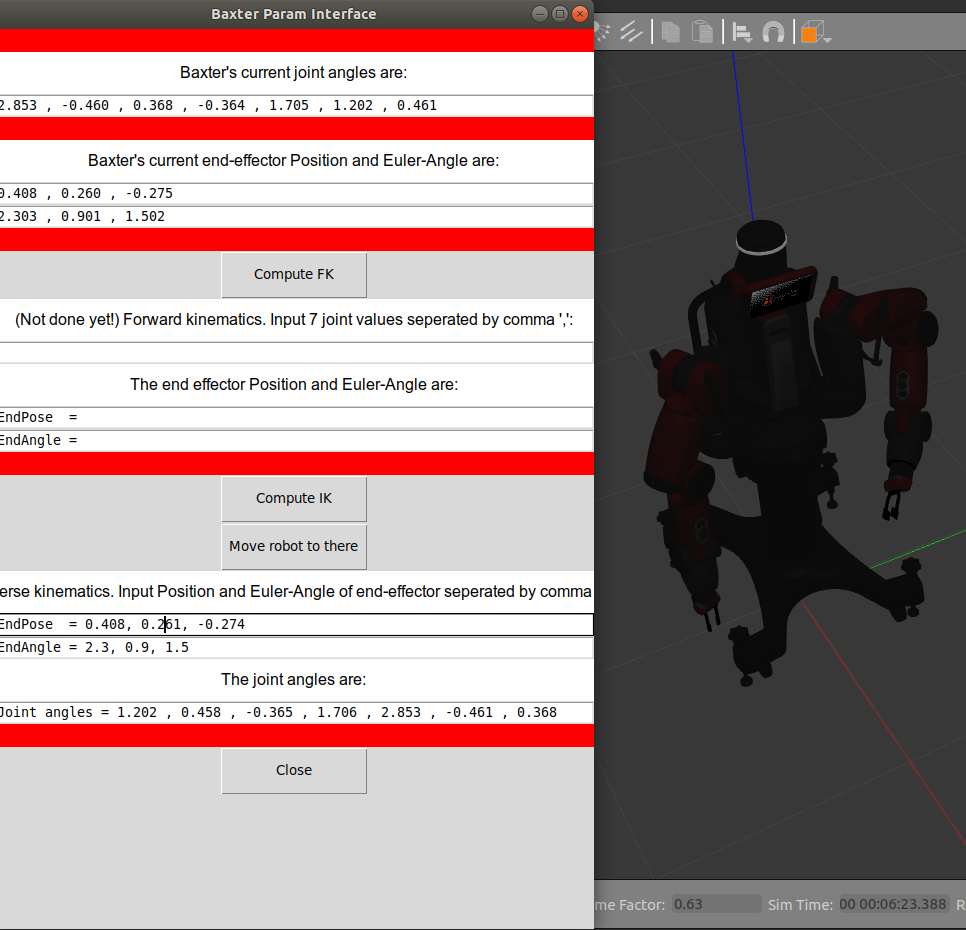 Baxter Param Interface
Baxter's current joint angles are:
2.853 , -0.460 , 0.368 , -0.364 , 1.705 , 1.202 , 0.461
Baxter's current end-effector Position and Euler-Angle are:
0.408 , 0.260 , -0.275
2.303 , 0.901 , 1.502
Compute FK
(Not done yet!) Forward kinematics. Input 7 joint values seperated by comma ',':
The end effector Position and Euler-Angle are:
EndPose =
EndAngle =
Compute IK
Move robot to there
erse kinematics. Input Position and Euler-Angle of end-effector seperated by comma
EndPose = 0.408, 0.261, -0.274
EndAngle = 2.3, 0.9, 1.5
The joint angles are:
Joint angles = 1.202 , 0.458 , -0.365 , 1.706 , 2.853 , -0.461 , 0.368
Close
me Factor: 0.63 Sim Time: 00 00:06:23.388 R